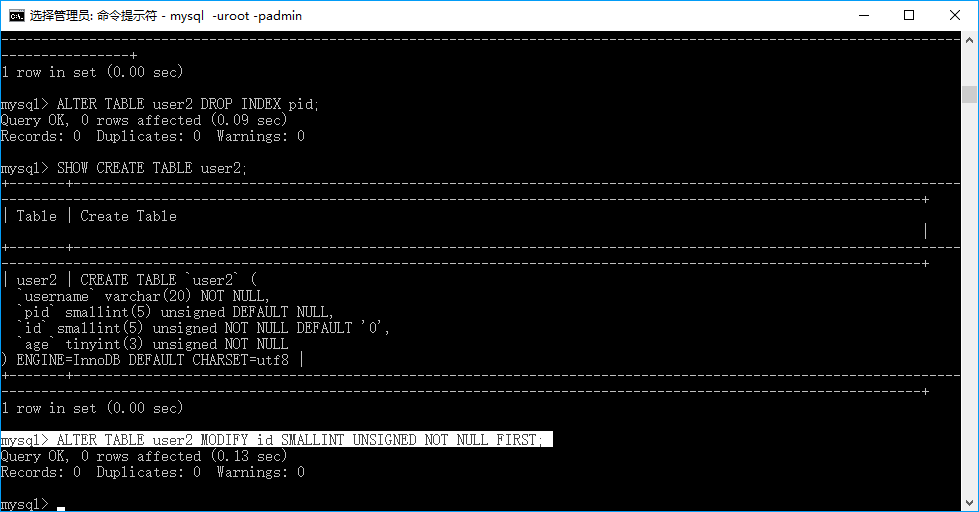 选择管理员: 命令提示符 - mysql  -uroot -padmin
----------------+
1 row in set (0.00 sec)
mysql> ALTER TABLE user2 DROP INDEX pid;
Query OK, 0 rows affected (0.09 sec)
Records: 0  Duplicates: 0  Warnings: 0
mysql> SHOW CREATE TABLE user2;
| Table | Create Table
|
| user2 | CREATE TABLE `user2` (
  `username` varchar(20) NOT NULL,
  `pid` smallint(5) unsigned DEFAULT NULL,
  `id` smallint(5) unsigned NOT NULL DEFAULT '0',
  `age` tinyint(3) unsigned NOT NULL
) ENGINE=InnoDB DEFAULT CHARSET=utf8 |
1 row in set (0.00 sec)
mysql> ALTER TABLE user2 MODIFY id SMALLINT UNSIGNED NOT NULL FIRST;
Query OK, 0 rows affected (0.13 sec)
Records: 0  Duplicates: 0  Warnings: 0
mysql> _